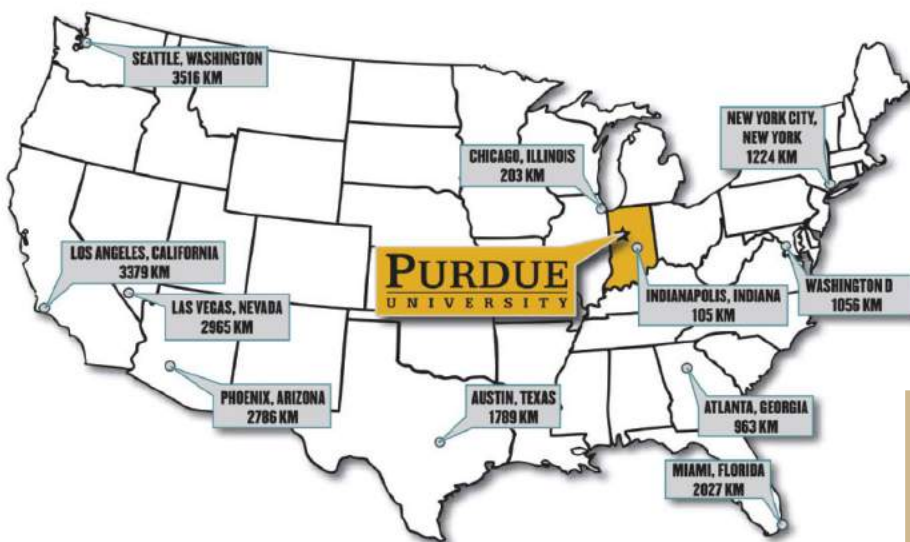 SEATTLE, WASHINGTON
3516 KM
NEW YORK CITY,
NEW YORK
1224 KM
CHICAGO, ILLINOIS
203 KM
LOS ANGELES, CALIFORNIA
3379 KM
PURDUE
UNIVERSITY
WASHINGTON D
1056 KM
LAS VEGAS, NEVADA
2965 KM
INDIANAPOLIS, INDIANA
105 KM
PHOENIX, ARIZONA
2786 KM
AUSTIN, TEXAS
1789 KM
ATLANTA, GEORGIA
963 KM
MIAMI, FLORIDA
2027 KM